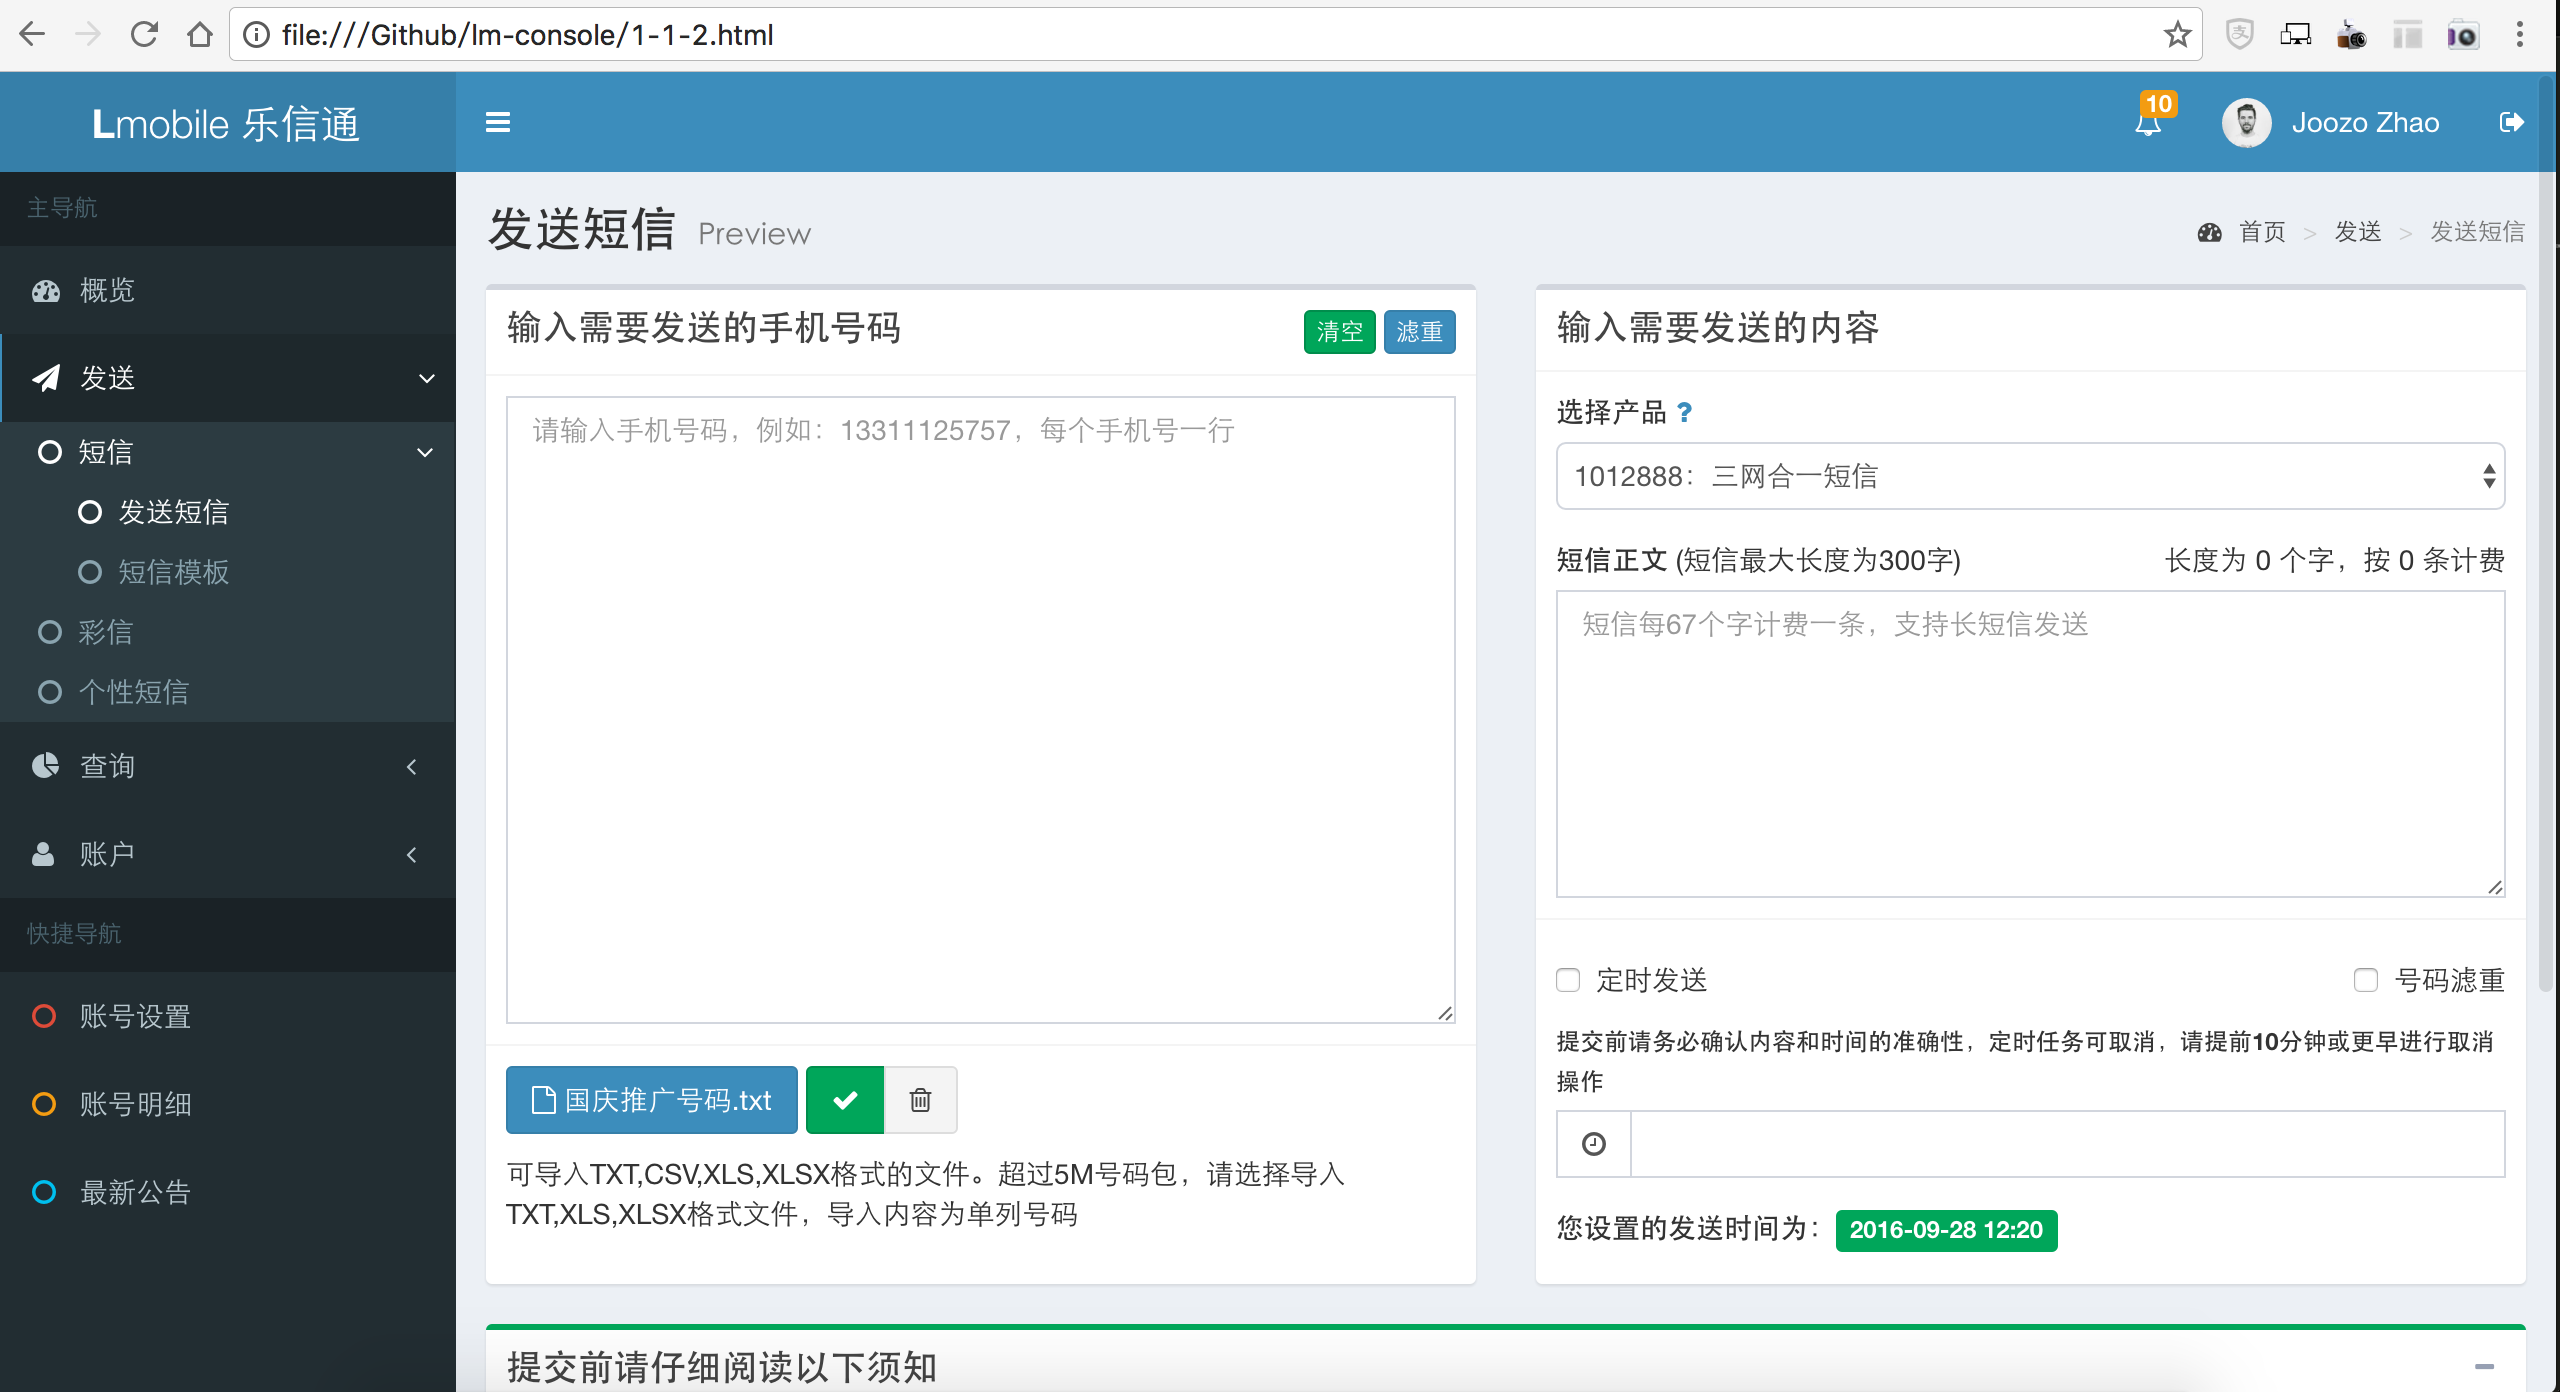 file:///Github/lm-console/1-1-2.html
Lmobile 乐信通
10
Joozo Zhao
主导航
概览
发送
短信
发送短信
短信模板
彩信
个性短信
查询
账户
快捷导航
账号设置
账号明细
最新公告
发送短信 Preview
首页 > 发送 > 发送短信
输入需要发送的手机号码
清空 滤重
请输入手机号码，例如：13311125757，每个手机号一行
国庆推广号码.txt
可导入TXT,CSV,XLS,XLSX格式的文件。超过5M号码包，请选择导入
TXT,XLS,XLSX格式文件，导入内容为单列号码
输入需要发送的内容
选择产品 ?
1012888：三网合一短信
短信正文 (短信最大长度为300字) 长度为 0 个字，按 0 条计费
短信每67个字计费一条，支持长短信发送
定时发送 号码滤重
提交前请务必确认内容和时间的准确性，定时任务可取消，请提前10分钟或更早进行取消
操作
您设置的发送时间为： 2016-09-28 12:20
提交前请仔细阅读以下须知